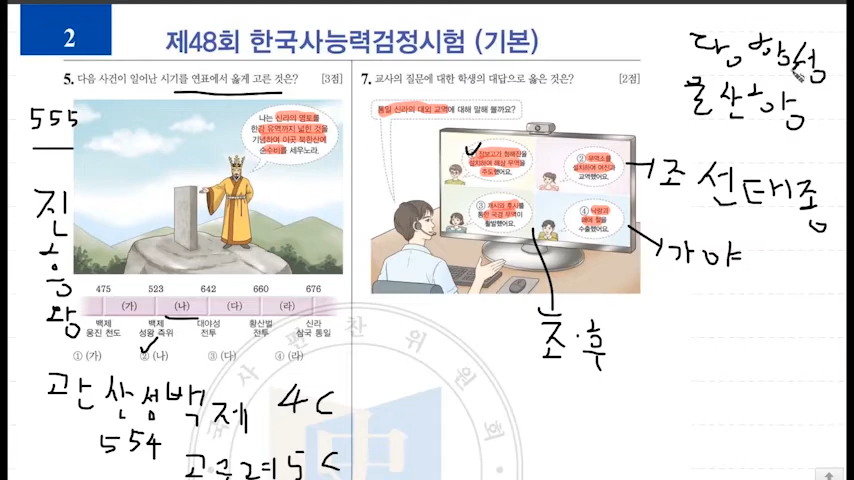 2
제48회 한국사능력검정시험 (기본)
5. 다음 사건이 일어난 시기를 연표에서 옳게 고른 것은? [3점]
나는 신라의 영토를
한강 유역까지 넓힌 것을
기념하여 이곳 북한산에
순수비를 세우노라.
475 523 642 660 676
(가) (나) (다) (라)
백제 백제 대야성 황산벌 신라
웅진 천도 성왕 즉위 전투 전투 삼국 통일
① (가) ② (나) ③ (다) ④ (라)
555
진흥왕
관산성 백제 4C
554
고구려 5C
7. 교사의 질문에 대한 학생의 대답으로 옳은 것은? [2점]
통일 신라의 대외 교역에 대해 말해 볼까요?
① 장보고가 청해진을
설치하여 해상 무역을
주도했어요.
② 무역소를
설치하여 여진과
교역했어요.
③ 개시와 후시를
통한 국경 무역이
활발했어요.
④ 낙랑과
왜에 철을
수출했어요.
당항성
울산항
조선태종
가야
조·후
국사편찬위원회